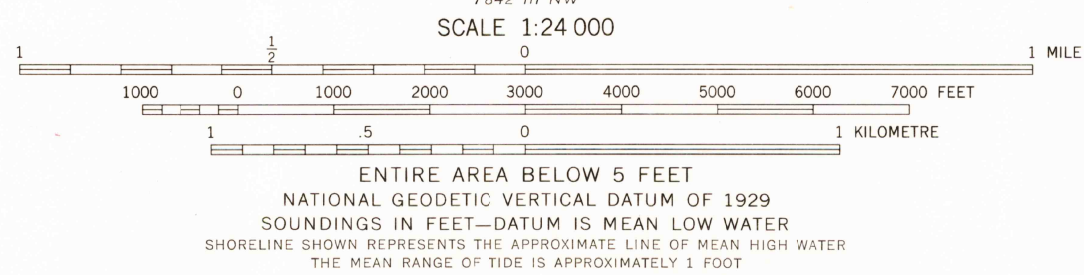 SCALE 1:24 000
1 1/2 0 1 MILE
1000 0 1000 2000 3000 4000 5000 6000 7000 FEET
1 .5 0 1 KILOMETRE
ENTIRE AREA BELOW 5 FEET
NATIONAL GEODETIC VERTICAL DATUM OF 1929
SOUNDINGS IN FEET—DATUM IS MEAN LOW WATER
SHORELINE SHOWN REPRESENTS THE APPROXIMATE LINE OF MEAN HIGH WATER
THE MEAN RANGE OF TIDE IS APPROXIMATELY 1 FOOT